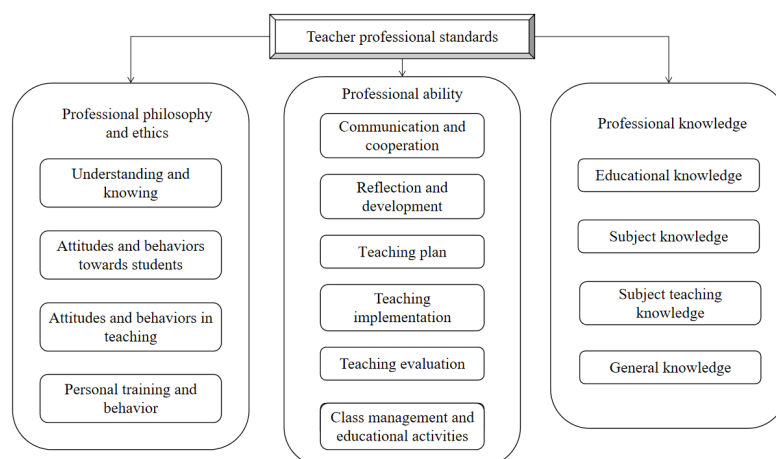 Teacher professional standards
Professional philosophy
and ethics
Understanding and
knowing
Attitudes and behaviors
towards students
Attitudes and behaviors in
teaching
Personal training and
behavior
Professional ability
Communication and
cooperation
Reflection and
development
Teaching plan
Teaching
implementation
Teaching evaluation
Class management and
educational activities
Professional knowledge
Educational knowledge
Subject knowledge
Subject teaching
knowledge
General knowledge